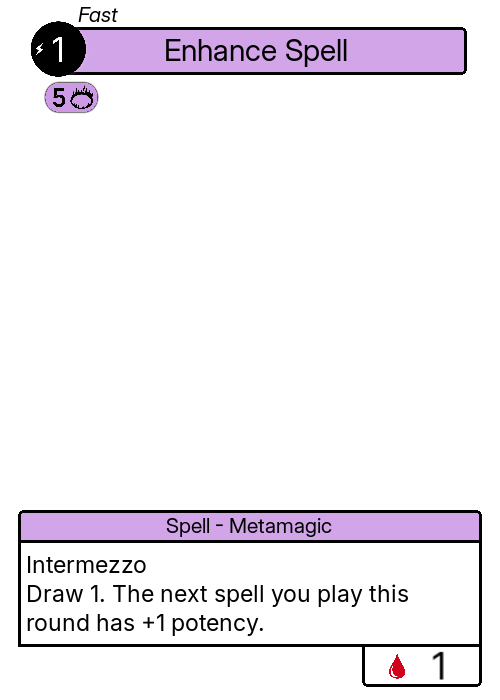 Fast
1
Enhance Spell
5
Spell - Metamagic
Intermezzo
Draw 1. The next spell you play this
round has +1 potency.
1